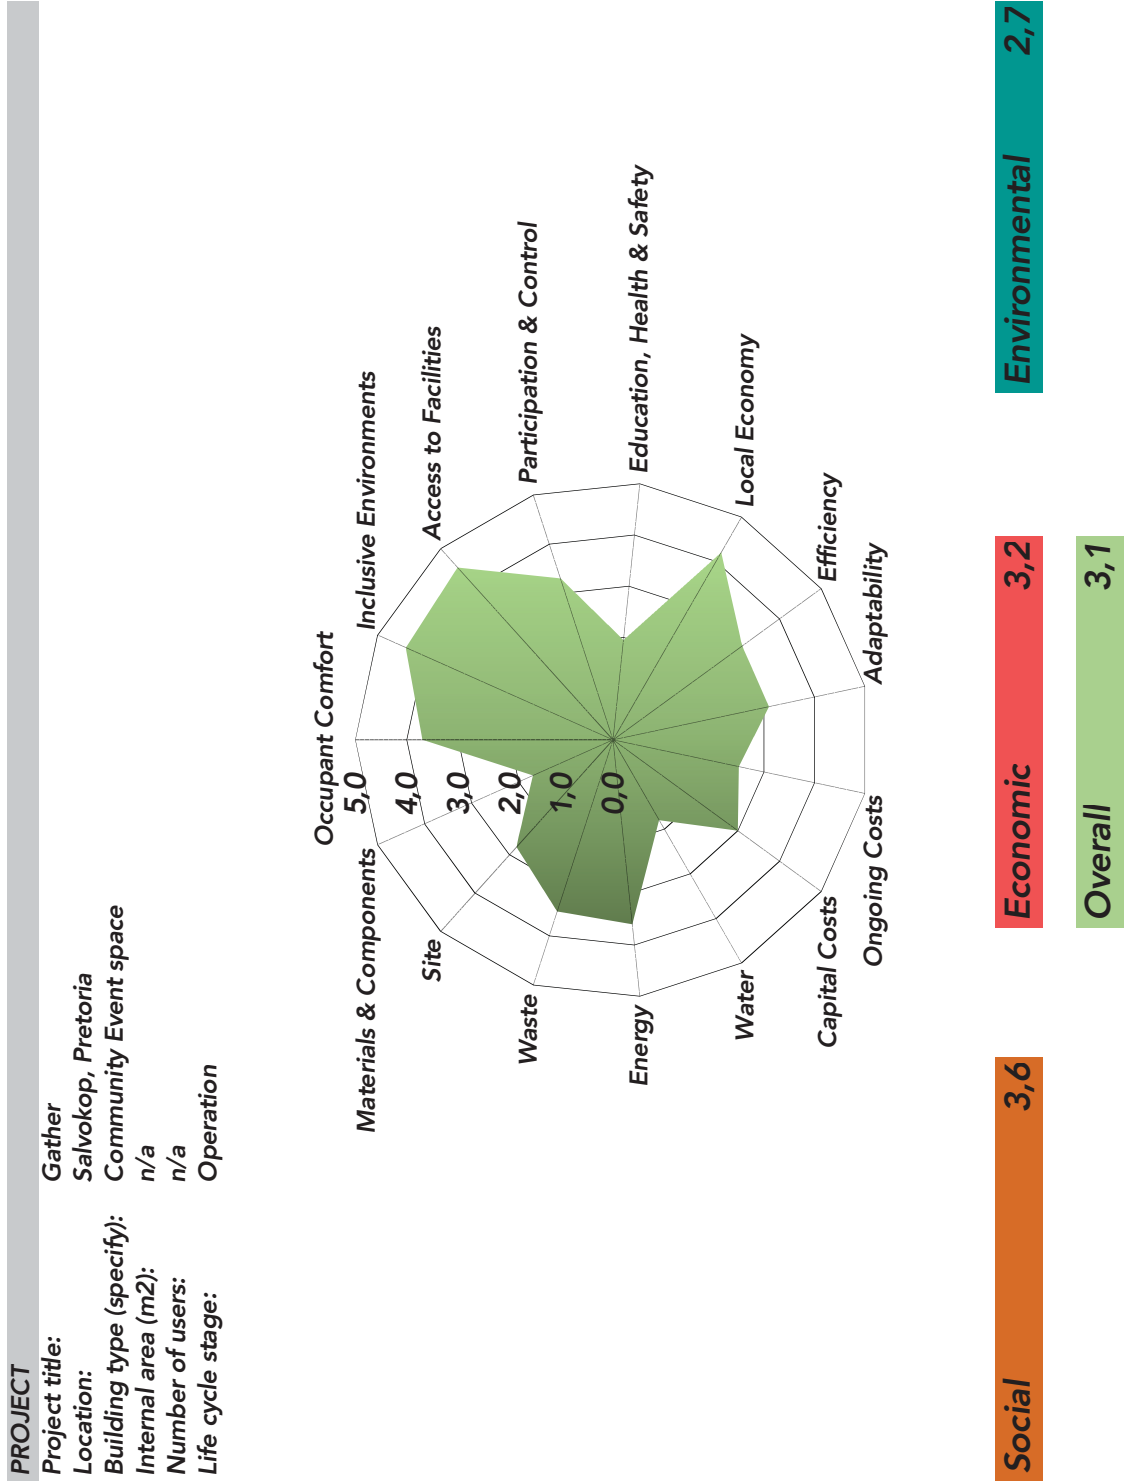 PROJECT
Project title: Gather
Location: Salvokop, Pretoria
Building type (specify): Community Event space
Internal area (m2): n/a
Number of users: n/a
Life cycle stage: Operation
Occupant Comfort
Inclusive Environments
Access to Facilities
Participation & Control
Education, Health & Safety
Local Economy
Efficiency
Adaptability
Ongoing Costs
Capital Costs
Water
Energy
Waste
Site
Materials & Components
5,0
4,0
3,0
2,0
1,0
0,0
Social 3,6
Economic 3,2
Environmental 2,7
Overall 3,1